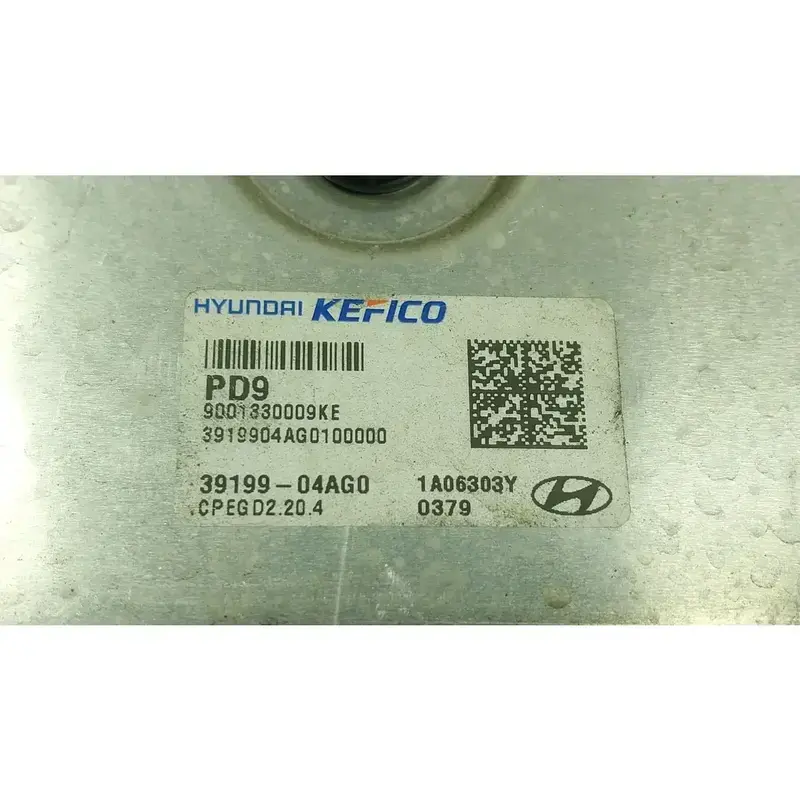 HYUNDAI KEFICO
PD9
9001330009KE
3919904AG0100000
39199-04AG0 1A06303Y
CPEGD2.20.4 0379